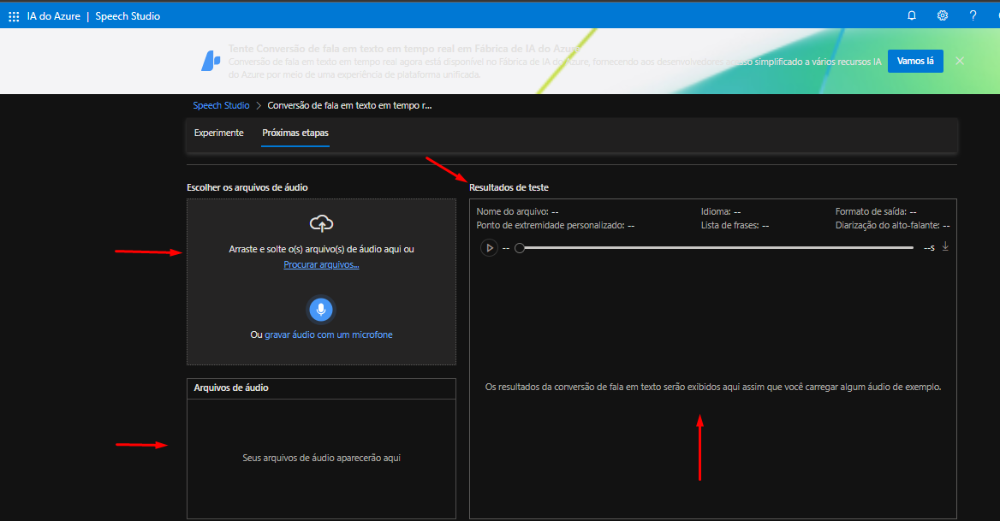 IA do Azure | Speech Studio
Tente Conversão de fala em texto em tempo real em Fábrica de IA do Azure
Conversão de fala em texto em tempo real agora está disponível no Fábrica de IA do Azure, fornecendo aos desenvolvedores acesso simplificado a vários recursos IA
do Azure por meio de uma experiência de plataforma unificada.
Vamos lá
Speech Studio > Conversão de fala em texto em tempo r...
Experimente Próximas etapas
Escolher os arquivos de áudio
Arraste e solte o(s) arquivo(s) de áudio aqui ou
Procurar arquivos...
Ou gravar áudio com um microfone
Arquivos de áudio
Seus arquivos de áudio aparecerão aqui
Resultados de teste
Nome do arquivo: -- Idioma: -- Formato de saída: --
Ponto de extremidade personalizado: -- Lista de frases: -- Diarização do alto-falante: --
-- --s
Os resultados da conversão de fala em texto serão exibidos aqui assim que você carregar algum áudio de exemplo.